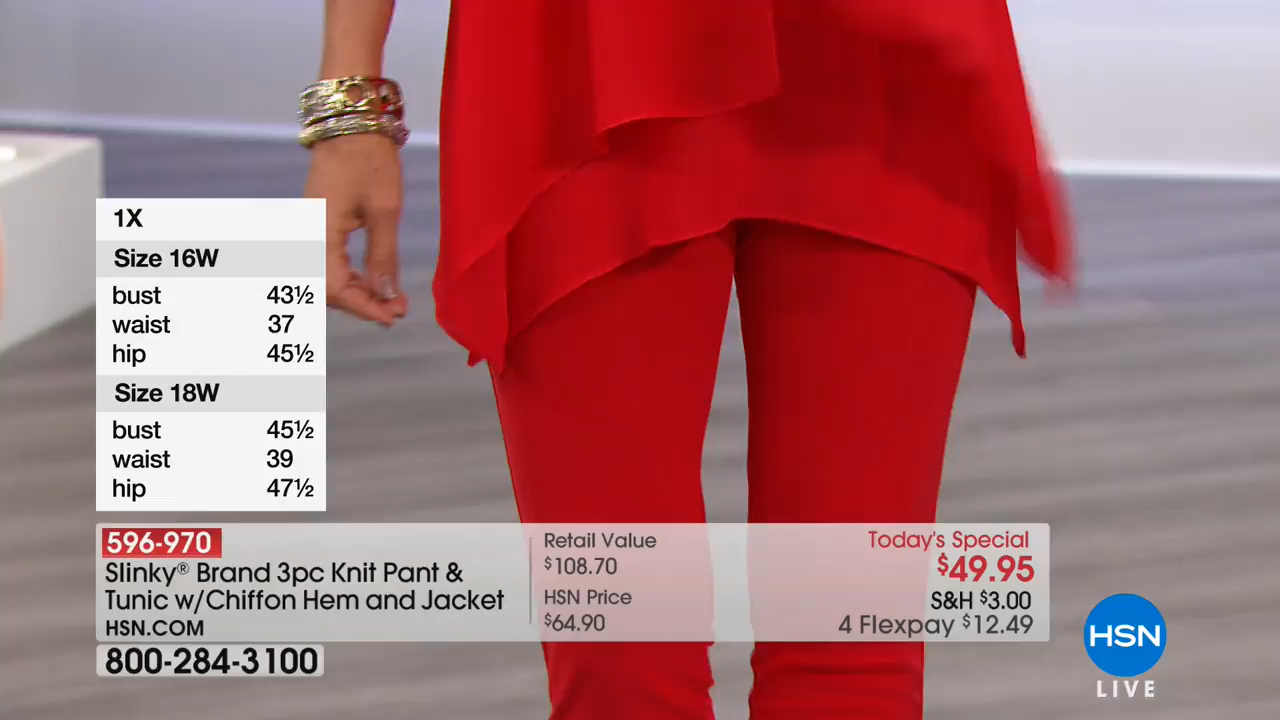 1X
Size 16W
bust 43½
waist 37
hip 45½
Size 18W
bust 45½
waist 39
hip 47½
596-970
Slinky® Brand 3pc Knit Pant &
Tunic w/Chiffon Hem and Jacket
HSN.COM
800-284-3100
Retail Value
$108.70
HSN Price
$64.90
Today's Special
$49.95
S&H $3.00
4 Flexpay $12.49
HSN
LIVE